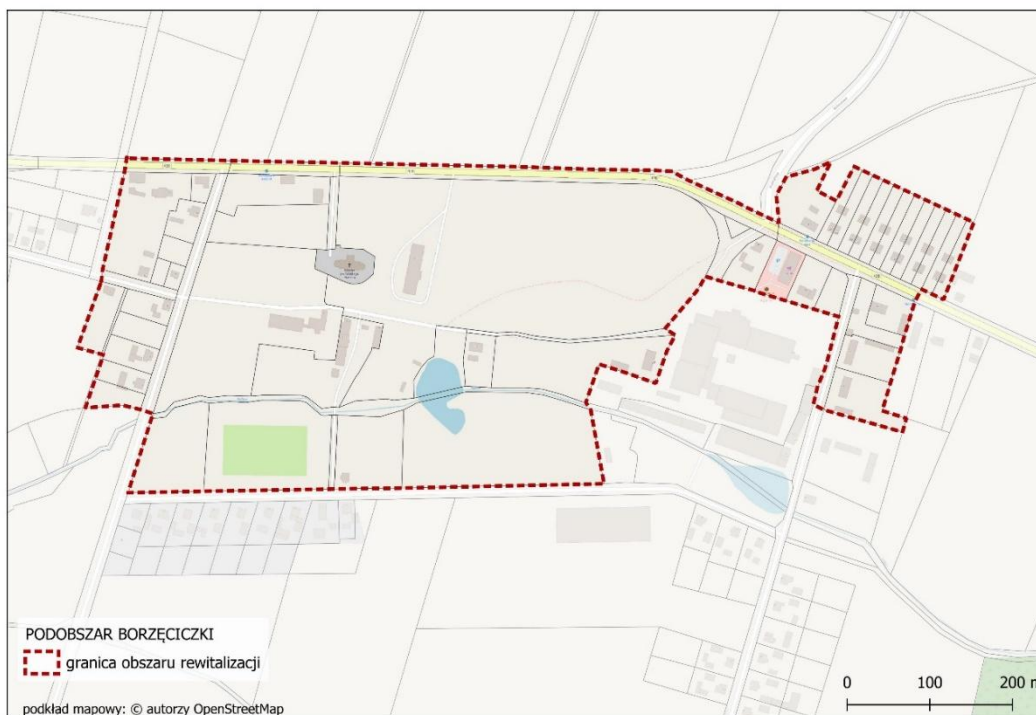 PODOBSZAR BORZĘCICZKI
granica obszaru rewitalizacji
podkład mapowy: © autorzy OpenStreetMap
0 100 200 m